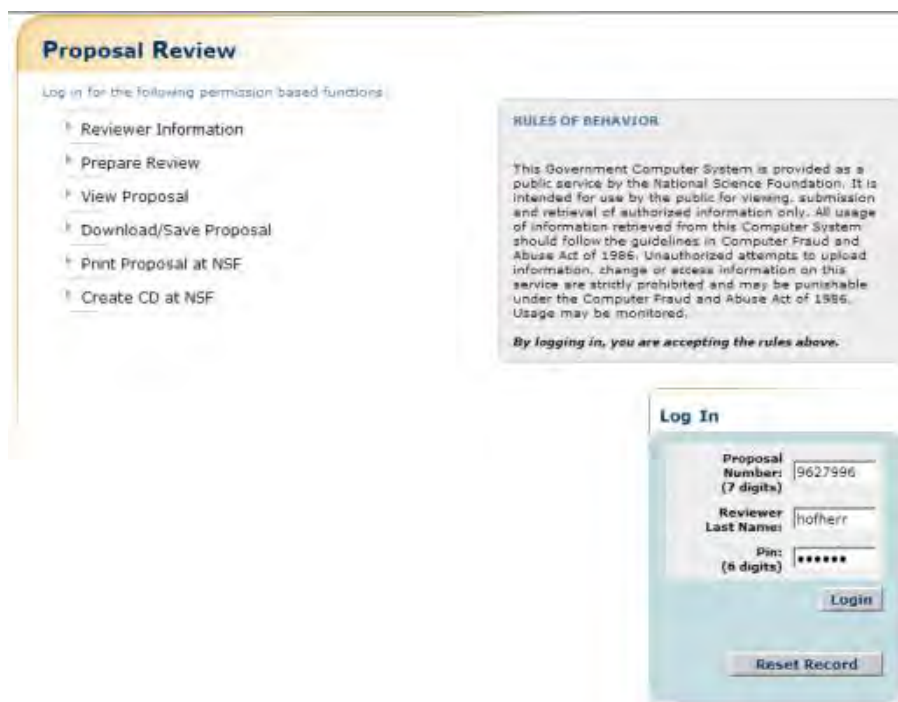 Proposal Review
Log in for the following permission based functions
Reviewer Information
Prepare Review
View Proposal
Download/Save Proposal
Print Proposal at NSF
Create CD at NSF
RULES OF BEHAVIOR
This Government Computer System is provided as a
public service by the National Science Foundation. It is
intended for use by the public for viewing, submission
and retrieval of authorized information only. All usage
of information retrieved from this Computer System
should follow the guidelines in Computer Fraud and
Abuse Act of 1986. Unauthorized attempts to upload
information, change or access information on this
service are strictly prohibited and may be punishable
under the Computer Fraud and Abuse Act of 1986.
Usage may be monitored.
By logging in, you are accepting the rules above.
Log In
Proposal
Number: 9627996
(7 digits)
Reviewer
Last Name: hofherr
Pin:
(6 digits) ••••••
Login
Reset Record